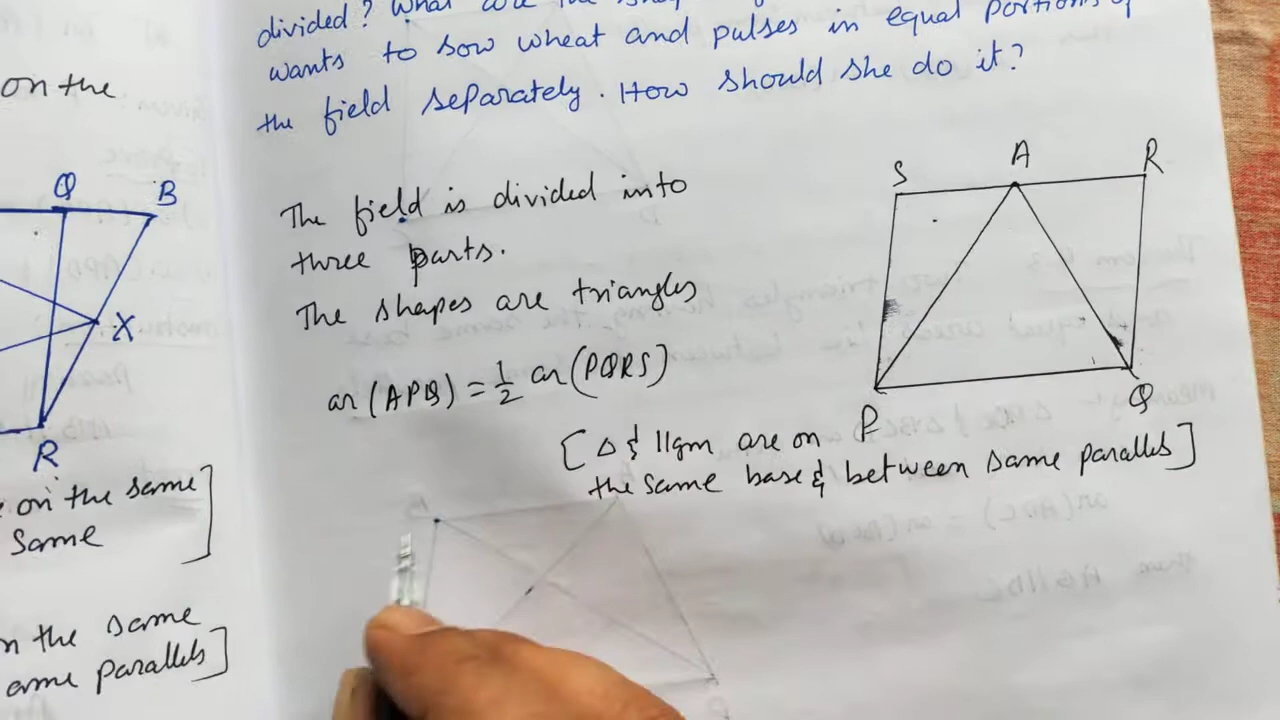 on the
Q B
X
R
on the same
same
n the same
ame parallels]
divided? What are the
wants to sow wheat and pulses in equal portions of
the field separately. How should she do it?
The field is divided into
three parts.
The shapes are triangles
ar (APQ) = 1/2 ar (PQRS)
[Δ & ||gm are on
the same base & between same parallels]
S A R
P Q